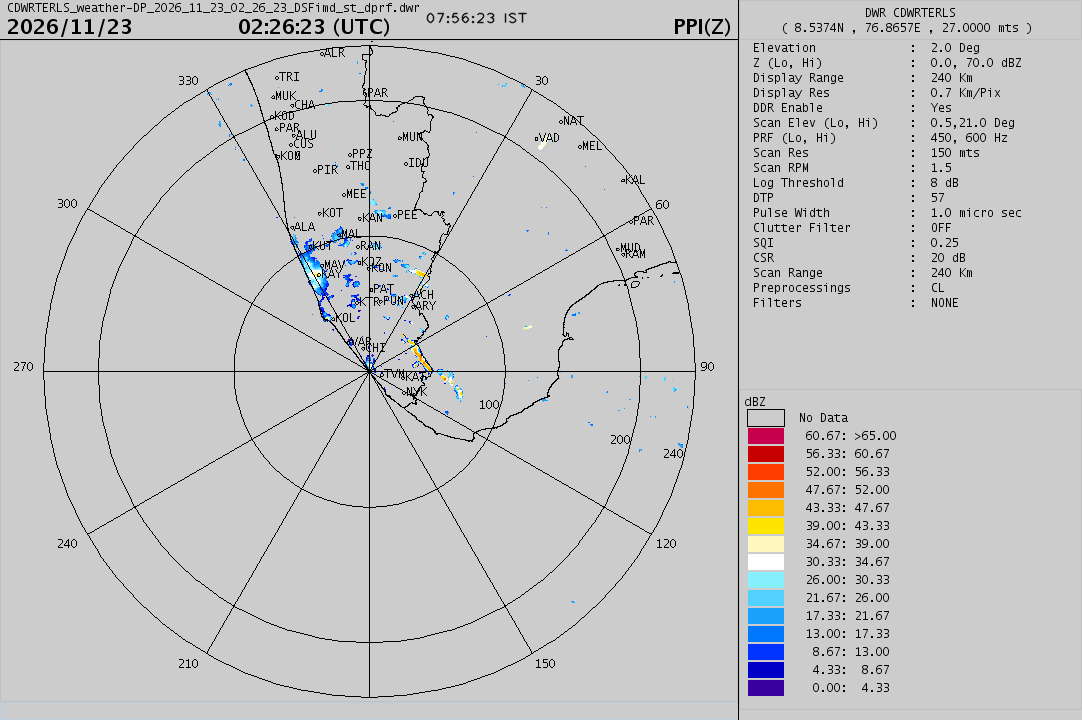 CDWRTERLS_weather-DP_2026_11_23_02_26_23_DSFimd_st_dprf.dwr
2026/11/23 02:26:23 (UTC) 07:56:23 IST PPI(Z)
DWR CDWRTERLS
( 8.5374N , 76.8657E , 27.0000 mts )
Elevation : 2.0 Deg
Z (Lo, Hi) : 0.0, 70.0 dBZ
Display Range : 240 Km
Display Res : 0.7 Km/Pix
DDR Enable : Yes
Scan Elev (Lo, Hi) : 0.5,21.0 Deg
PRF (Lo, Hi) : 450, 600 Hz
Scan Res : 150 mts
Scan RPM : 1.5
Log Threshold : 8 dB
DTP : 57
Pulse Width : 1.0 micro sec
Clutter Filter : OFF
SQI : 0.25
CSR : 20 dB
Scan Range : 240 Km
Preprocessings : CL
Filters : NONE
dBZ
No Data
60.67: >65.00
56.33: 60.67
52.00: 56.33
47.67: 52.00
43.33: 47.67
39.00: 43.33
34.67: 39.00
30.33: 34.67
26.00: 30.33
21.67: 26.00
17.33: 21.67
13.00: 17.33
8.67: 13.00
4.33: 8.67
0.00: 4.33
ALR
330
TRI
30
MUK
PAR
CHA
KOD
NAT
PAR
ALU
MUN
VAD
CUS
MEL
PPZ
IDU
PIR
THO
KAL
MEE
300
60
KOT
KAN
PEE
PAR
ALA
MAL
KUT
RAN
MUD
RAM
MAV
KOZ
KAY
KON
PAT
ACH
KTR
PUN
ARY
KOL
VAR
CHI
270
90
TVM
KAT
NYK
100
200
240
240
120
210
150